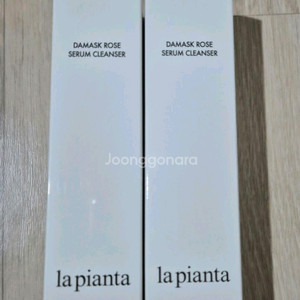 DAMASK ROSE
SERUM CLEANSER
DAMASK ROSE
SERUM CLEANSER
Joonggonara
la pianta
la pianta